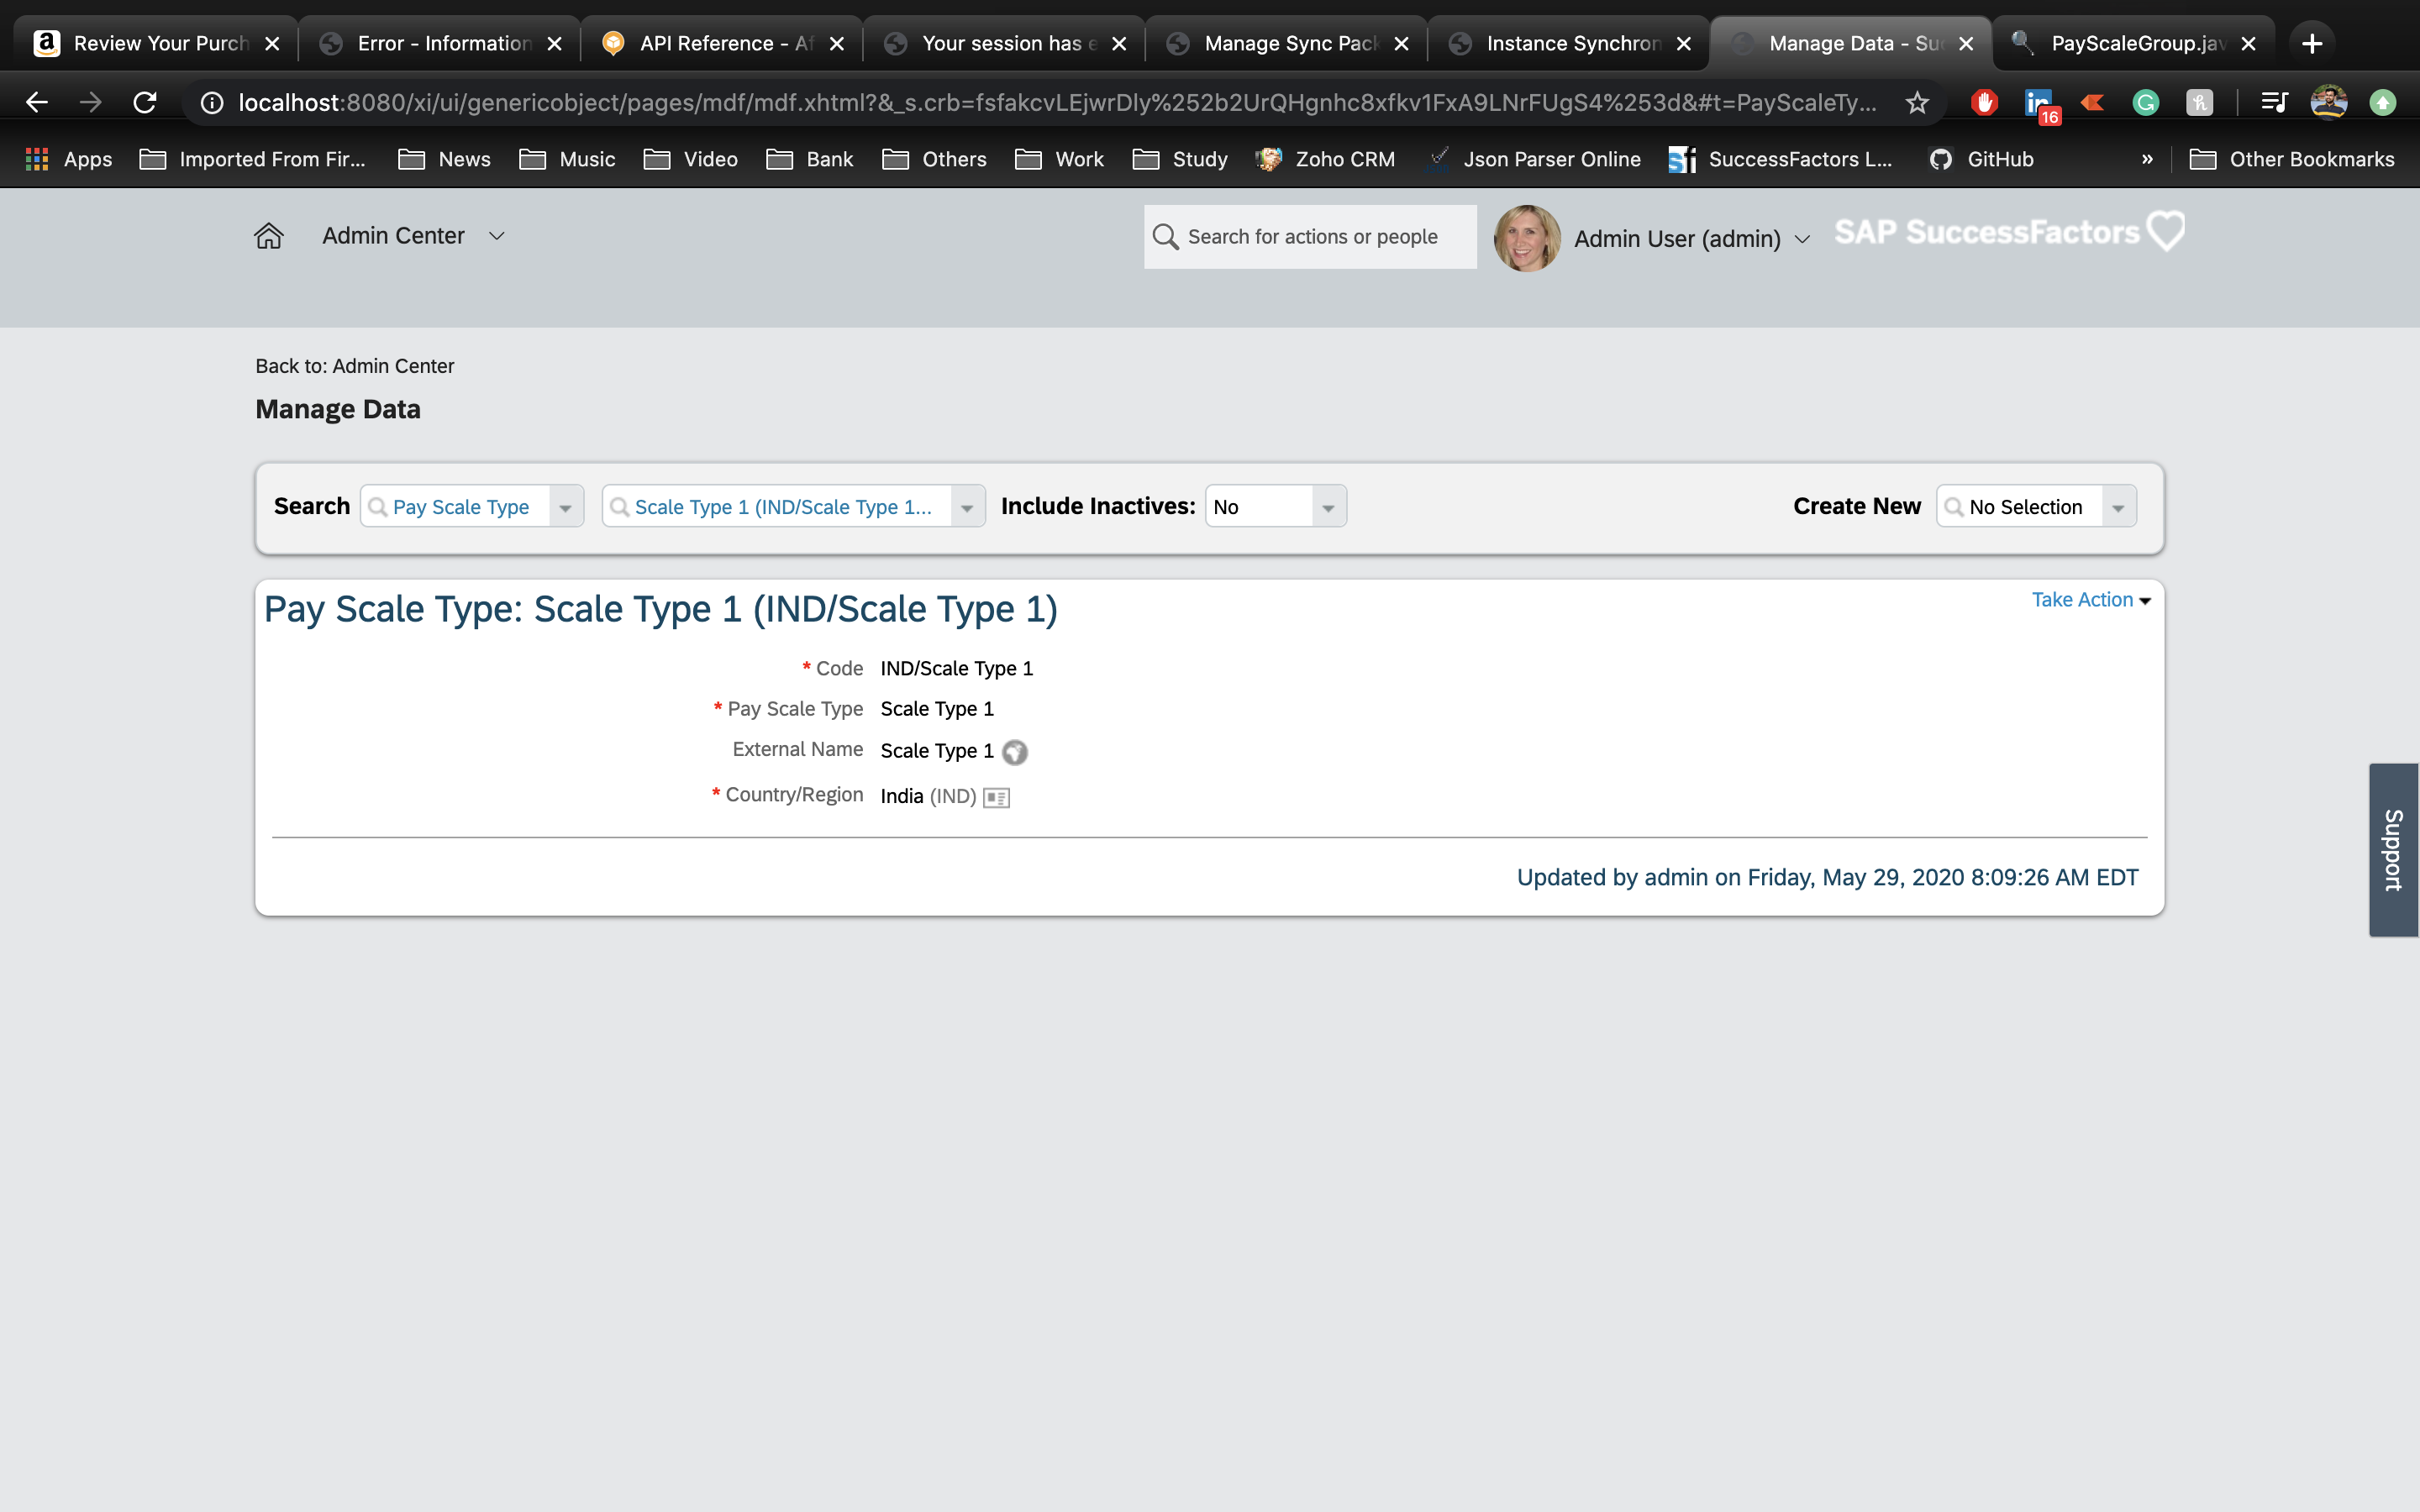 Review Your Purch
Error - Information
API Reference - Af
Your session has e
Manage Sync Pack
Instance Synchron
Manage Data - Suc
PayScaleGroup.jav
localhost:8080/xi/ui/genericobject/pages/mdf/mdf.xhtml?&_s.crb=fsfakcvLEjwrDly%252b2UrQHgnhc8xfkv1FxA9LNrFUgS4%253d&#t=PayScaleTy...
16
Apps
Imported From Fir...
News
Music
Video
Bank
Others
Work
Study
Zoho CRM
Json Parser Online
SuccessFactors L...
GitHub
»
Other Bookmarks
Admin Center
Search for actions or people
Admin User (admin)
SAP SuccessFactors
Back to: Admin Center
Manage Data
Search Pay Scale Type Scale Type 1 (IND/Scale Type 1... Include Inactives: No Create New No Selection
Pay Scale Type: Scale Type 1 (IND/Scale Type 1)
Take Action
* Code IND/Scale Type 1
* Pay Scale Type Scale Type 1
External Name Scale Type 1
* Country/Region India (IND)
Updated by admin on Friday, May 29, 2020 8:09:26 AM EDT
Support